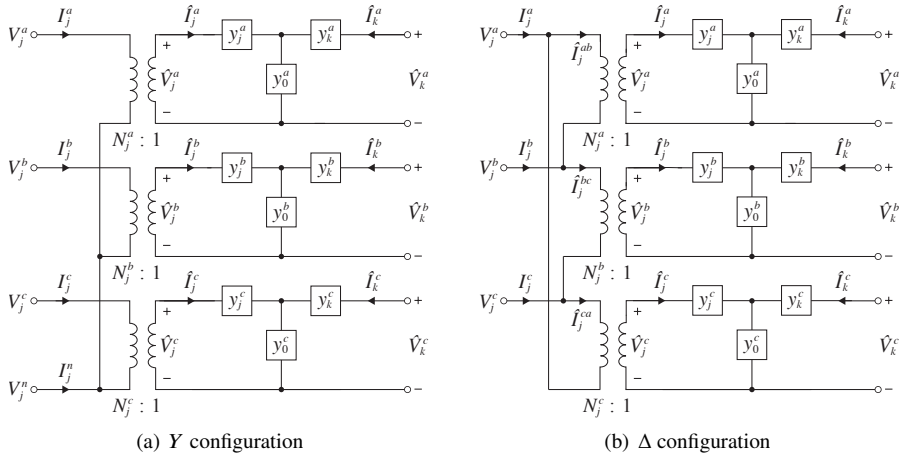 I_j^a Î_j^a Î_k^a I_j^a Î_j^a Î_k^a
V_j^a y_j^a y_k^a + V_j^a Î_j^{ab} y_j^a y_k^a +
+ V̂_j^a y_0^a V̂_k^a + V̂_j^a y_0^a V̂_k^a
− − − −
N_j^a : 1 N_j^a : 1
I_j^b Î_j^b Î_k^b I_j^b Î_j^b Î_k^b
V_j^b y_j^b y_k^b + V_j^b Î_j^{bc} y_j^b y_k^b +
+ V̂_j^b y_0^b V̂_k^b + V̂_j^b y_0^b V̂_k^b
− − − −
N_j^b : 1 N_j^b : 1
I_j^c Î_j^c Î_k^c I_j^c Î_j^c Î_k^c
V_j^c y_j^c y_k^c + V_j^c Î_j^{ca} y_j^c y_k^c +
+ V̂_j^c y_0^c V̂_k^c + V̂_j^c y_0^c V̂_k^c
I_j^n
V_j^n − − − −
N_j^c : 1 N_j^c : 1
(a) Y configuration (b) Δ configuration